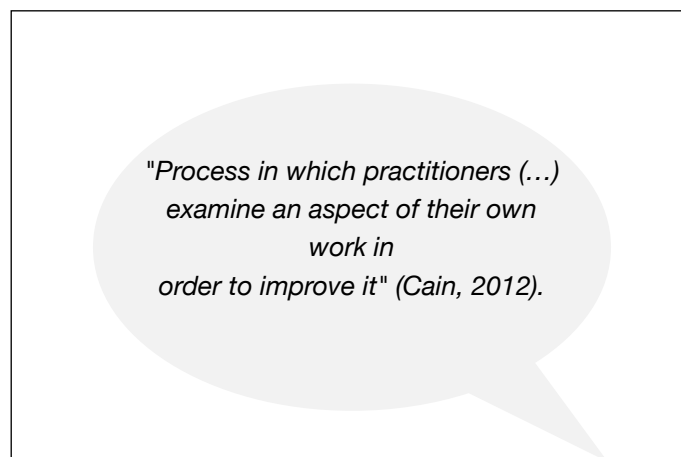 "Process in which practitioners (…)
examine an aspect of their own
work in
order to improve it" (Cain, 2012).